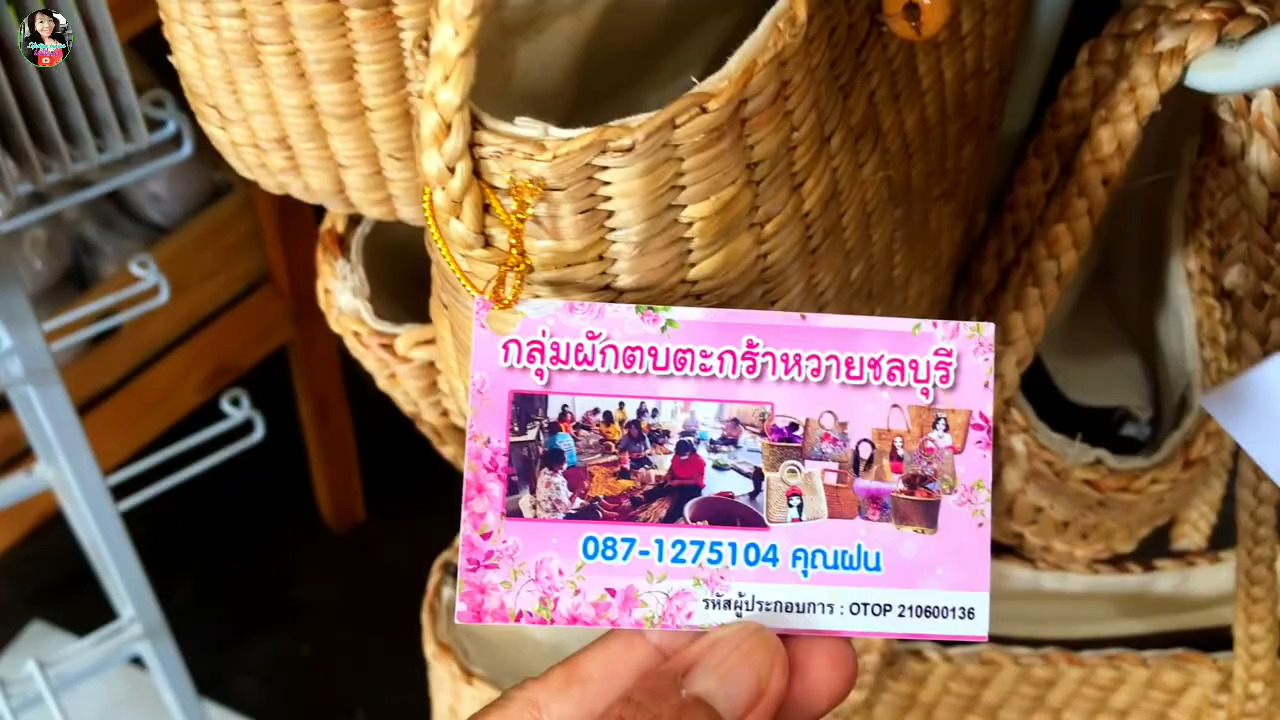 กลุ่มผักตบตะกร้าหวายชลบุรี
087-1275104 คุณฝน
รหัสผู้ประกอบการ : OTOP 210600136